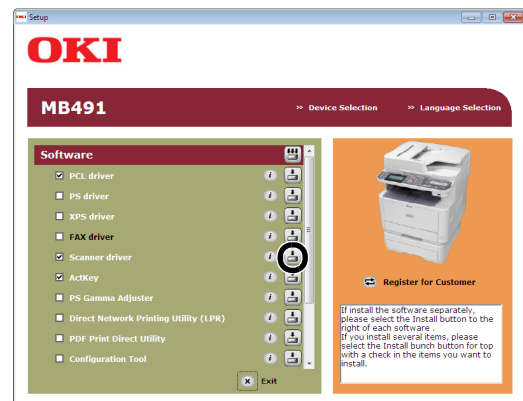 Setup
OKI
MB491
>> Device Selection
>> Language Selection
Software
PCL driver
PS driver
XPS driver
FAX driver
Scanner driver
ActKey
PS Gamma Adjuster
Direct Network Printing Utility (LPR)
PDF Print Direct Utility
Configuration Tool
Exit
Register for Customer
If install the software separately,
please select the Install button to the
right of each software .
If you install several items, please
select the Install bunch button for top
with a check in the items you want to
install.